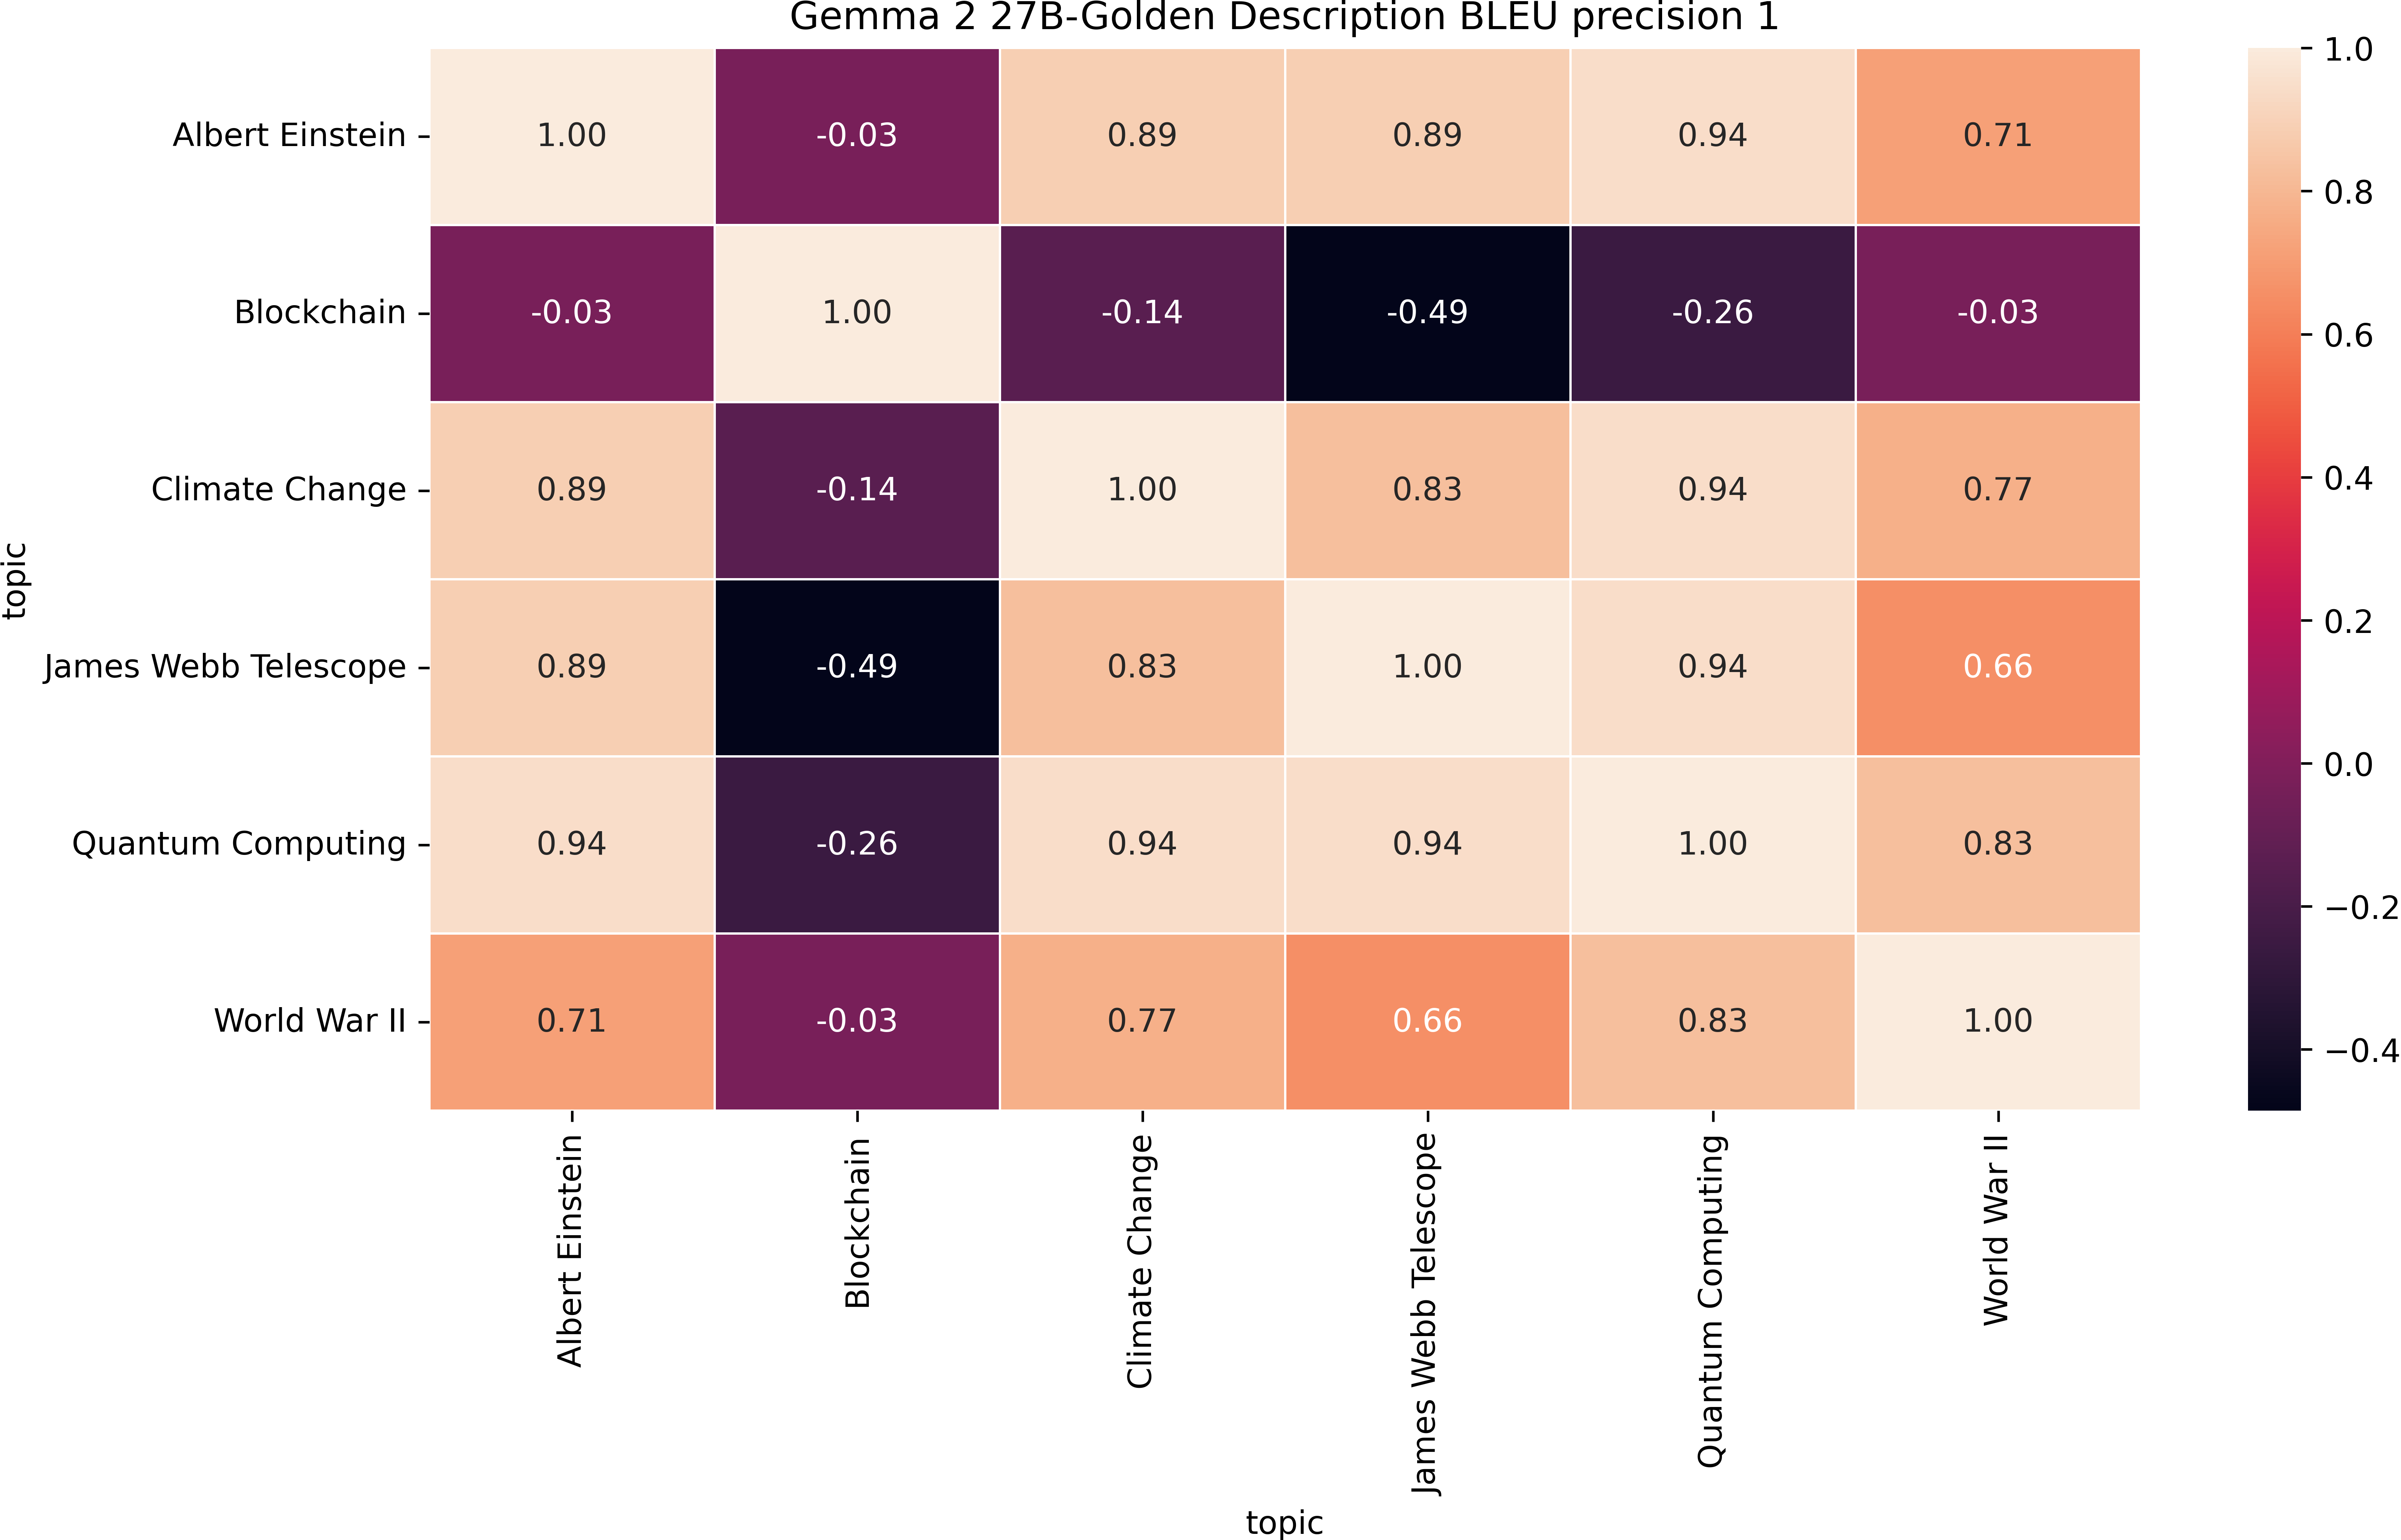 Gemma 2 27B-Golden Description BLEU precision 1
topic
Albert Einstein 1.00 -0.03 0.89 0.89 0.94 0.71
Blockchain -0.03 1.00 -0.14 -0.49 -0.26 -0.03
Climate Change 0.89 -0.14 1.00 0.83 0.94 0.77
James Webb Telescope 0.89 -0.49 0.83 1.00 0.94 0.66
Quantum Computing 0.94 -0.26 0.94 0.94 1.00 0.83
World War II 0.71 -0.03 0.77 0.66 0.83 1.00
Albert Einstein
Blockchain
Climate Change
James Webb Telescope
Quantum Computing
World War II
topic
1.0
0.8
0.6
0.4
0.2
0.0
−0.2
−0.4